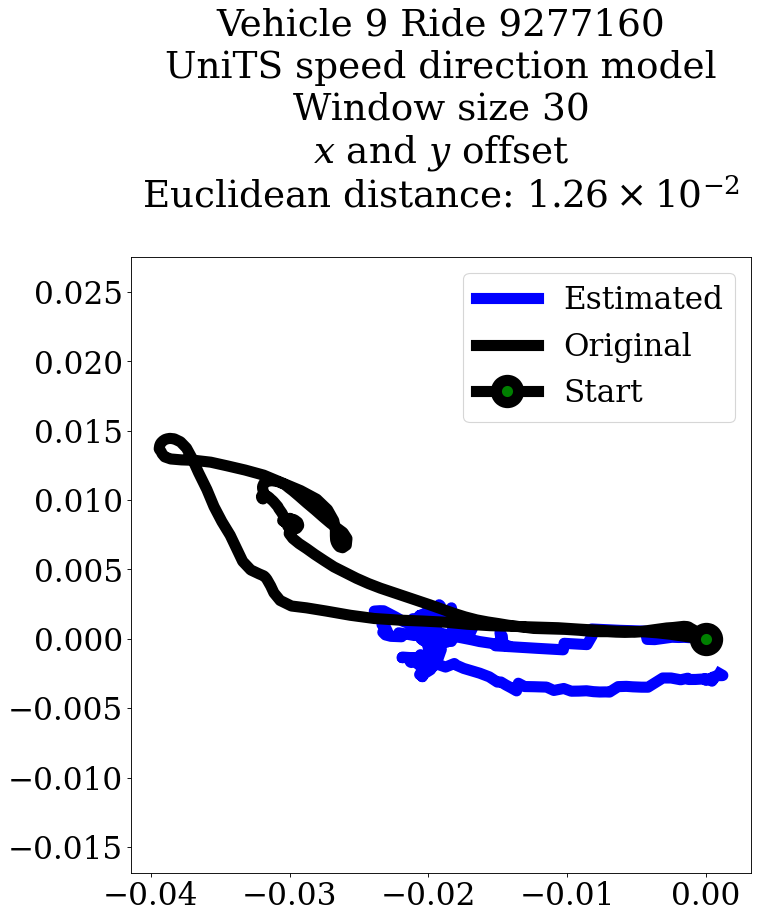 Vehicle 9 Ride 9277160
UniTS speed direction model
Window size 30
x and y offset
Euclidean distance: 1.26 × 10⁻²
Estimated
Original
Start
0.025
0.020
0.015
0.010
0.005
0.000
−0.005
−0.010
−0.015
−0.04 −0.03 −0.02 −0.01 0.00